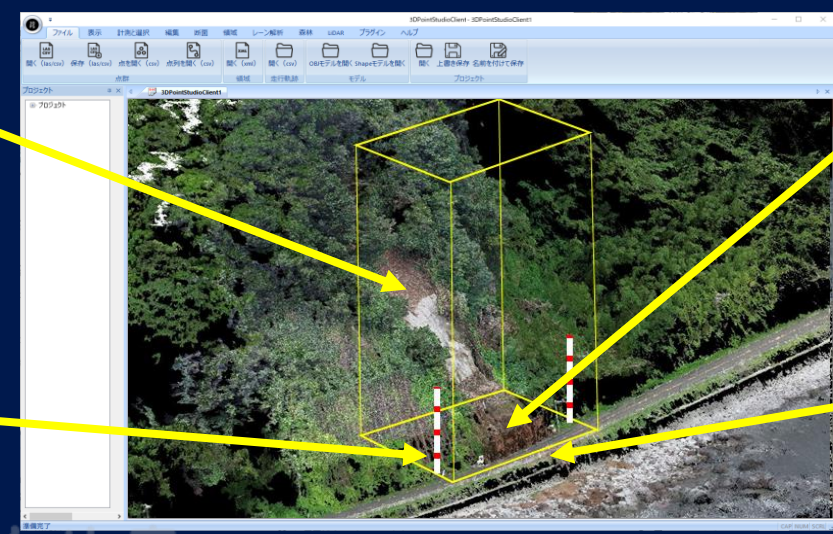 3DPointStudioClient - 3DPointStudioClient1
ファイル 表示 計測と選択 編集 断面 領域 レーン解析 森林 LiDAR プラグイン ヘルプ
開く (las/csv) 保存 (las/csv) 点を開く (csv) 点列を開く (csv) 開く (xml) 開く (csv) OBJモデルを開く Shapeモデルを開く 開く 上書き保存 名前を付けて保存
点群 領域 走行軌跡 モデル プロジェクト
プロジェクト
3DPointStudioClient1
プロジェクト
準備完了
CAP NUM SCRL